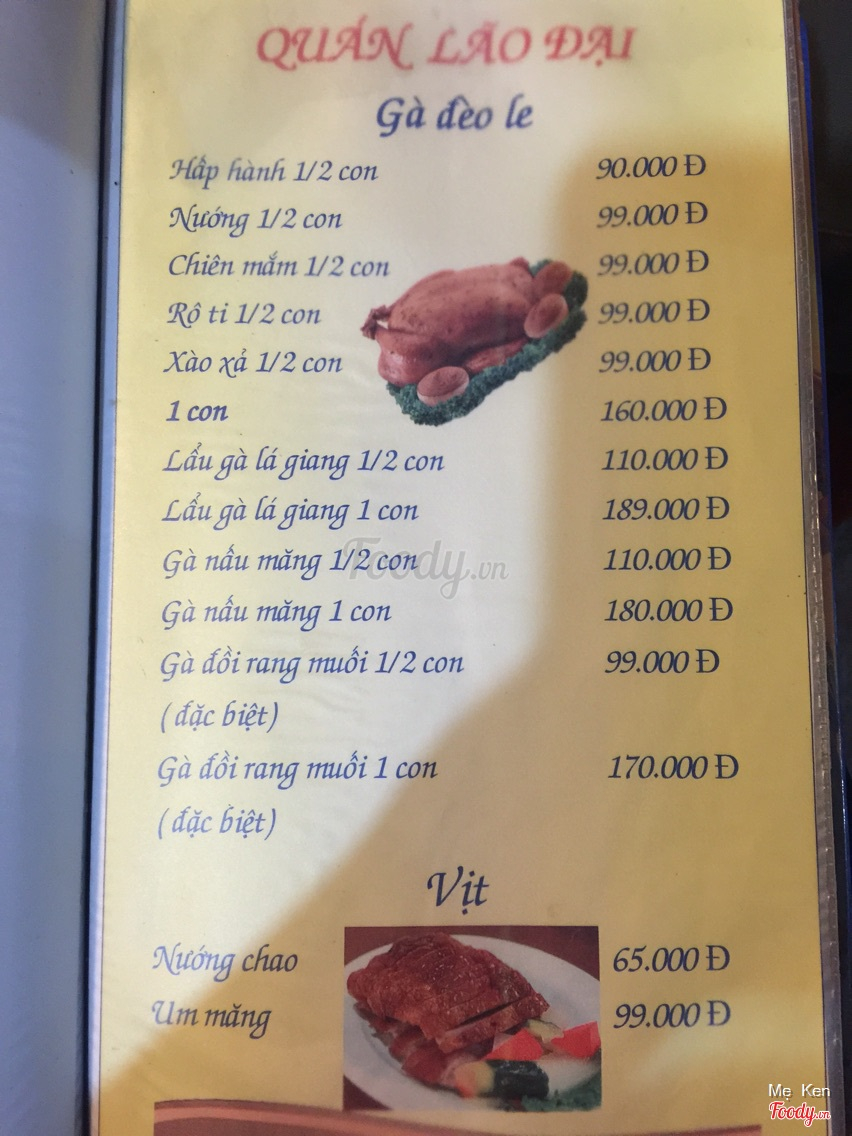 QUÁN LÃO ĐẠI
Gà đèo le
Hấp hành 1/2 con 90.000 Đ
Nướng 1/2 con 99.000 Đ
Chiên mắm 1/2 con 99.000 Đ
Rô ti 1/2 con 99.000 Đ
Xào xả 1/2 con 99.000 Đ
1 con 160.000 Đ
Lẩu gà lá giang 1/2 con 110.000 Đ
Lẩu gà lá giang 1 con 189.000 Đ
Foody.vn
Gà nấu măng 1/2 con 110.000 Đ
Gà nấu măng 1 con 180.000 Đ
Gà đồi rang muối 1/2 con 99.000 Đ
(đặc biệt)
Gà đồi rang muối 1 con 170.000 Đ
(đặc biệt)
Vịt
Nướng chao 65.000 Đ
Um măng 99.000 Đ
Mẹ Ken
Foody.vn